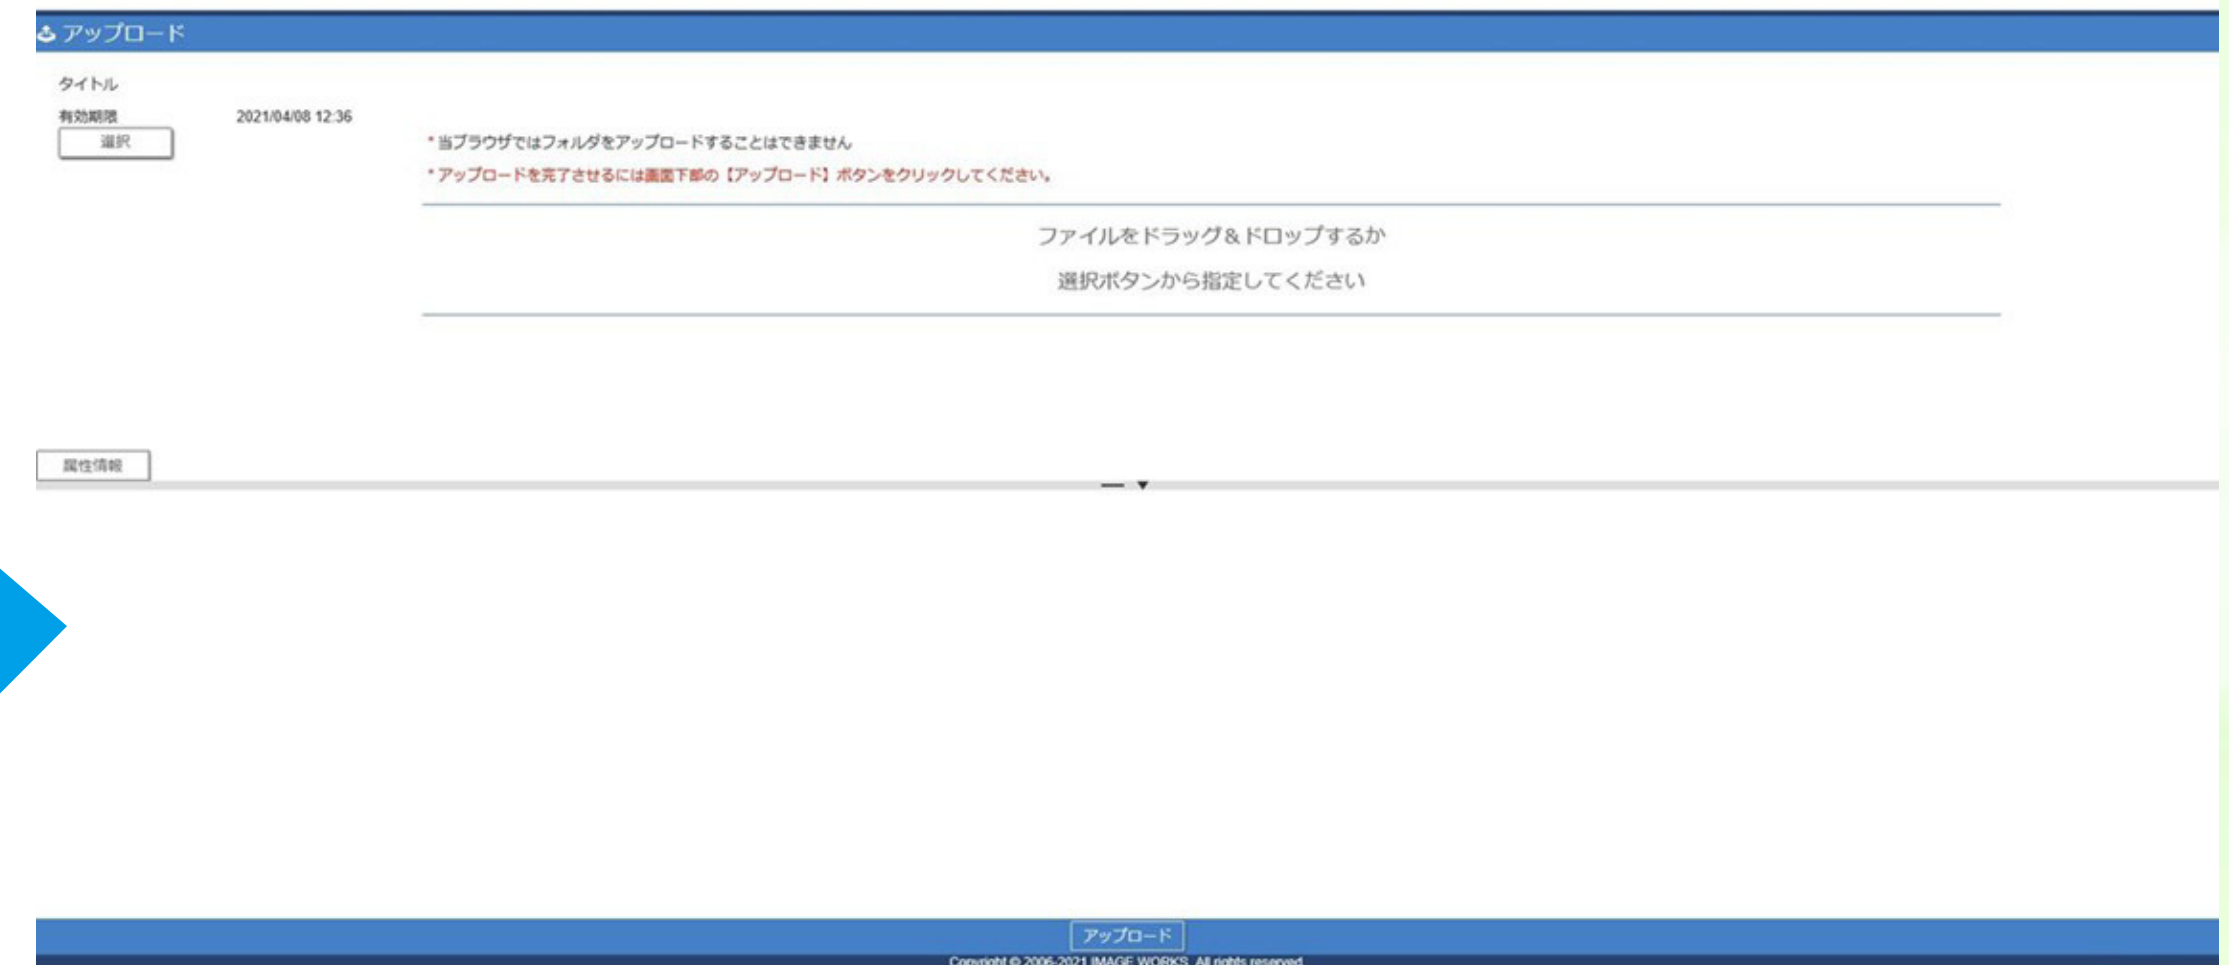 アップロード
タイトル
有効期限 2021/04/08 12:36
選択
*当ブラウザではフォルダをアップロードすることはできません
*アップロードを完了させるには画面下部の【アップロード】ボタンをクリックしてください。
ファイルをドラッグ&ドロップするか
選択ボタンから指定してください
属性情報
アップロード
Copyright © 2006-2021 IMAGE WORKS. All rights reserved.